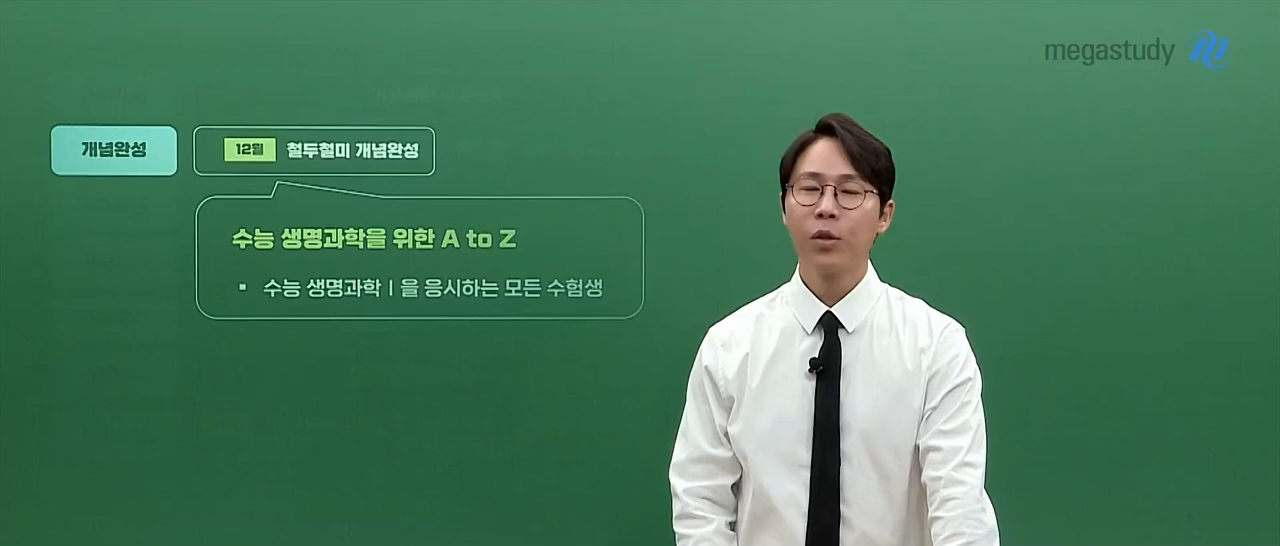 megastudy
개념완성
12월 철두철미 개념완성
수능 생명과학을 위한 A to Z
▪ 수능 생명과학Ⅰ을 응시하는 모든 수험생